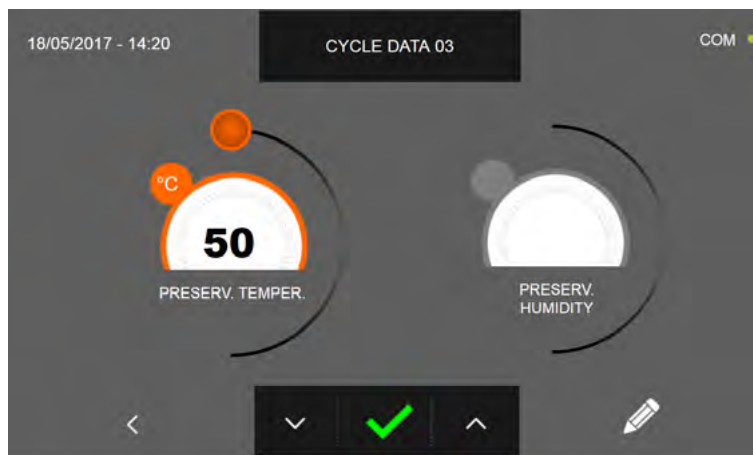 18/05/2017 - 14:20
CYCLE DATA 03
COM
°C
50
PRESERV. TEMPER.
PRESERV.
HUMIDITY